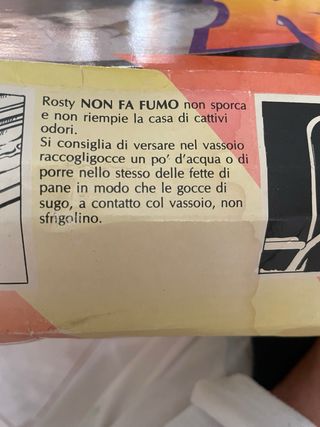 Rosty NON FA FUMO non sporca
e non riempie la casa di cattivi
odori.
Si consiglia di versare nel vassoio
raccogligocce un po' d'acqua o di
porre nello stesso delle fette di
pane in modo che le gocce di
sugo, a contatto col vassoio, non
sfrigolino.